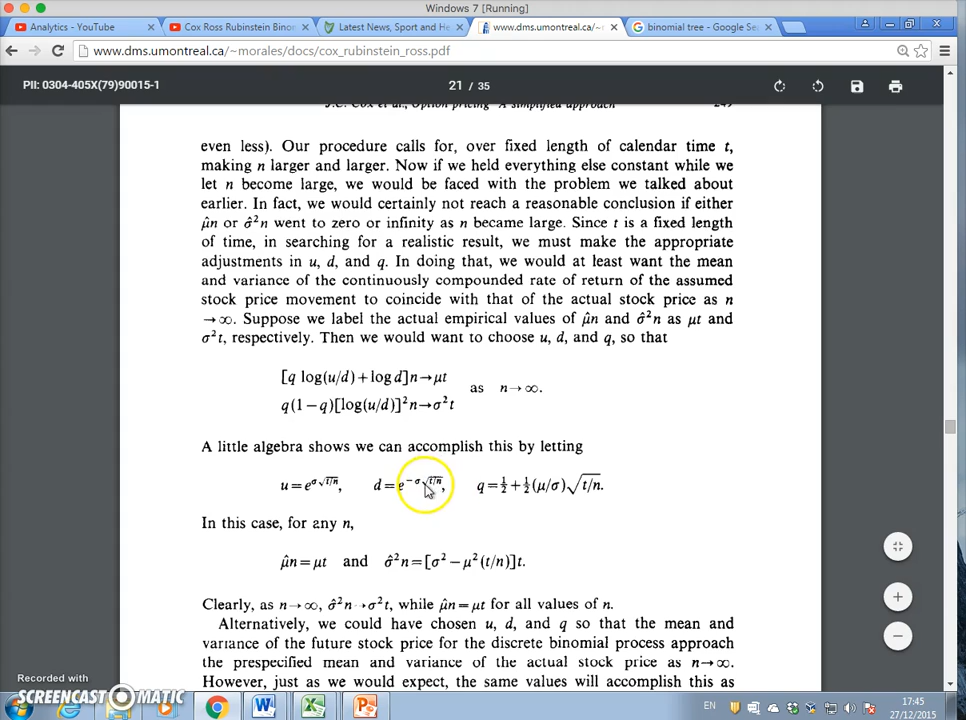 Windows 7 [Running]
Analytics - YouTube
Cox Ross Rubinstein Binor
Latest News, Sport and He
www.dms.umontreal.ca/~
binomial tree - Google Se
www.dms.umontreal.ca/~morales/docs/cox_rubinstein_ross.pdf
PII: 0304-405X(79)90015-1
21 / 35
J.C. Cox et al., Option pricing A simplified approach
249
even less). Our procedure calls for, over fixed length of calendar time t,
making n larger and larger. Now if we held everything else constant while we
let n become large, we would be faced with the problem we talked about
earlier. In fact, we would certainly not reach a reasonable conclusion if either
μ̂n or σ̂²n went to zero or infinity as n became large. Since t is a fixed length
of time, in searching for a realistic result, we must make the appropriate
adjustments in u, d, and q. In doing that, we would at least want the mean
and variance of the continuously compounded rate of return of the assumed
stock price movement to coincide with that of the actual stock price as n
→∞. Suppose we label the actual empirical values of μ̂n and σ̂²n as μt and
σ²t, respectively. Then we would want to choose u, d, and q, so that
[q log(u/d)+log d]n→μt
as n→∞.
q(1−q)[log(u/d)]²n→σ²t
A little algebra shows we can accomplish this by letting
u=e^σ√t/n, d=e^−σ√t/n, q=½+½(μ/σ)√t/n.
In this case, for any n,
μ̂n=μt and σ̂²n=[σ²−μ²(t/n)]t.
Clearly, as n→∞, σ̂²n→σ²t, while μ̂n=μt for all values of n.
Alternatively, we could have chosen u, d, and q so that the mean and
variance of the future stock price for the discrete binomial process approach
the prespecified mean and variance of the actual stock price as n→∞.
However, just as we would expect, the same values will accomplish this as
Recorded with
SCREENCAST-O-MATIC
EN
17:45
27/12/2015